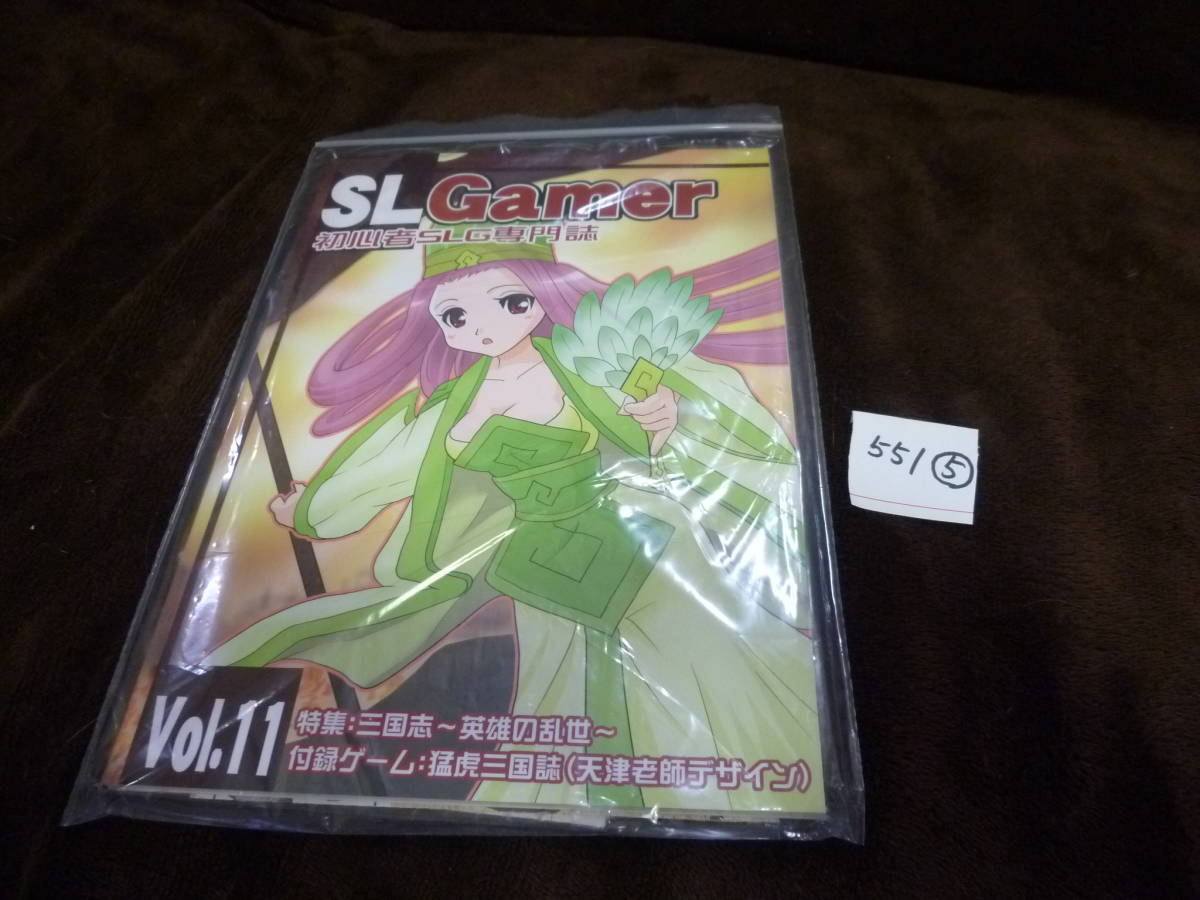 SLGamer
初心者SLG専門誌
Vol.11
特集:三国志~英雄の乱世~
付録ゲーム:猛虎三国誌(天津老師デザイン)
551⑤